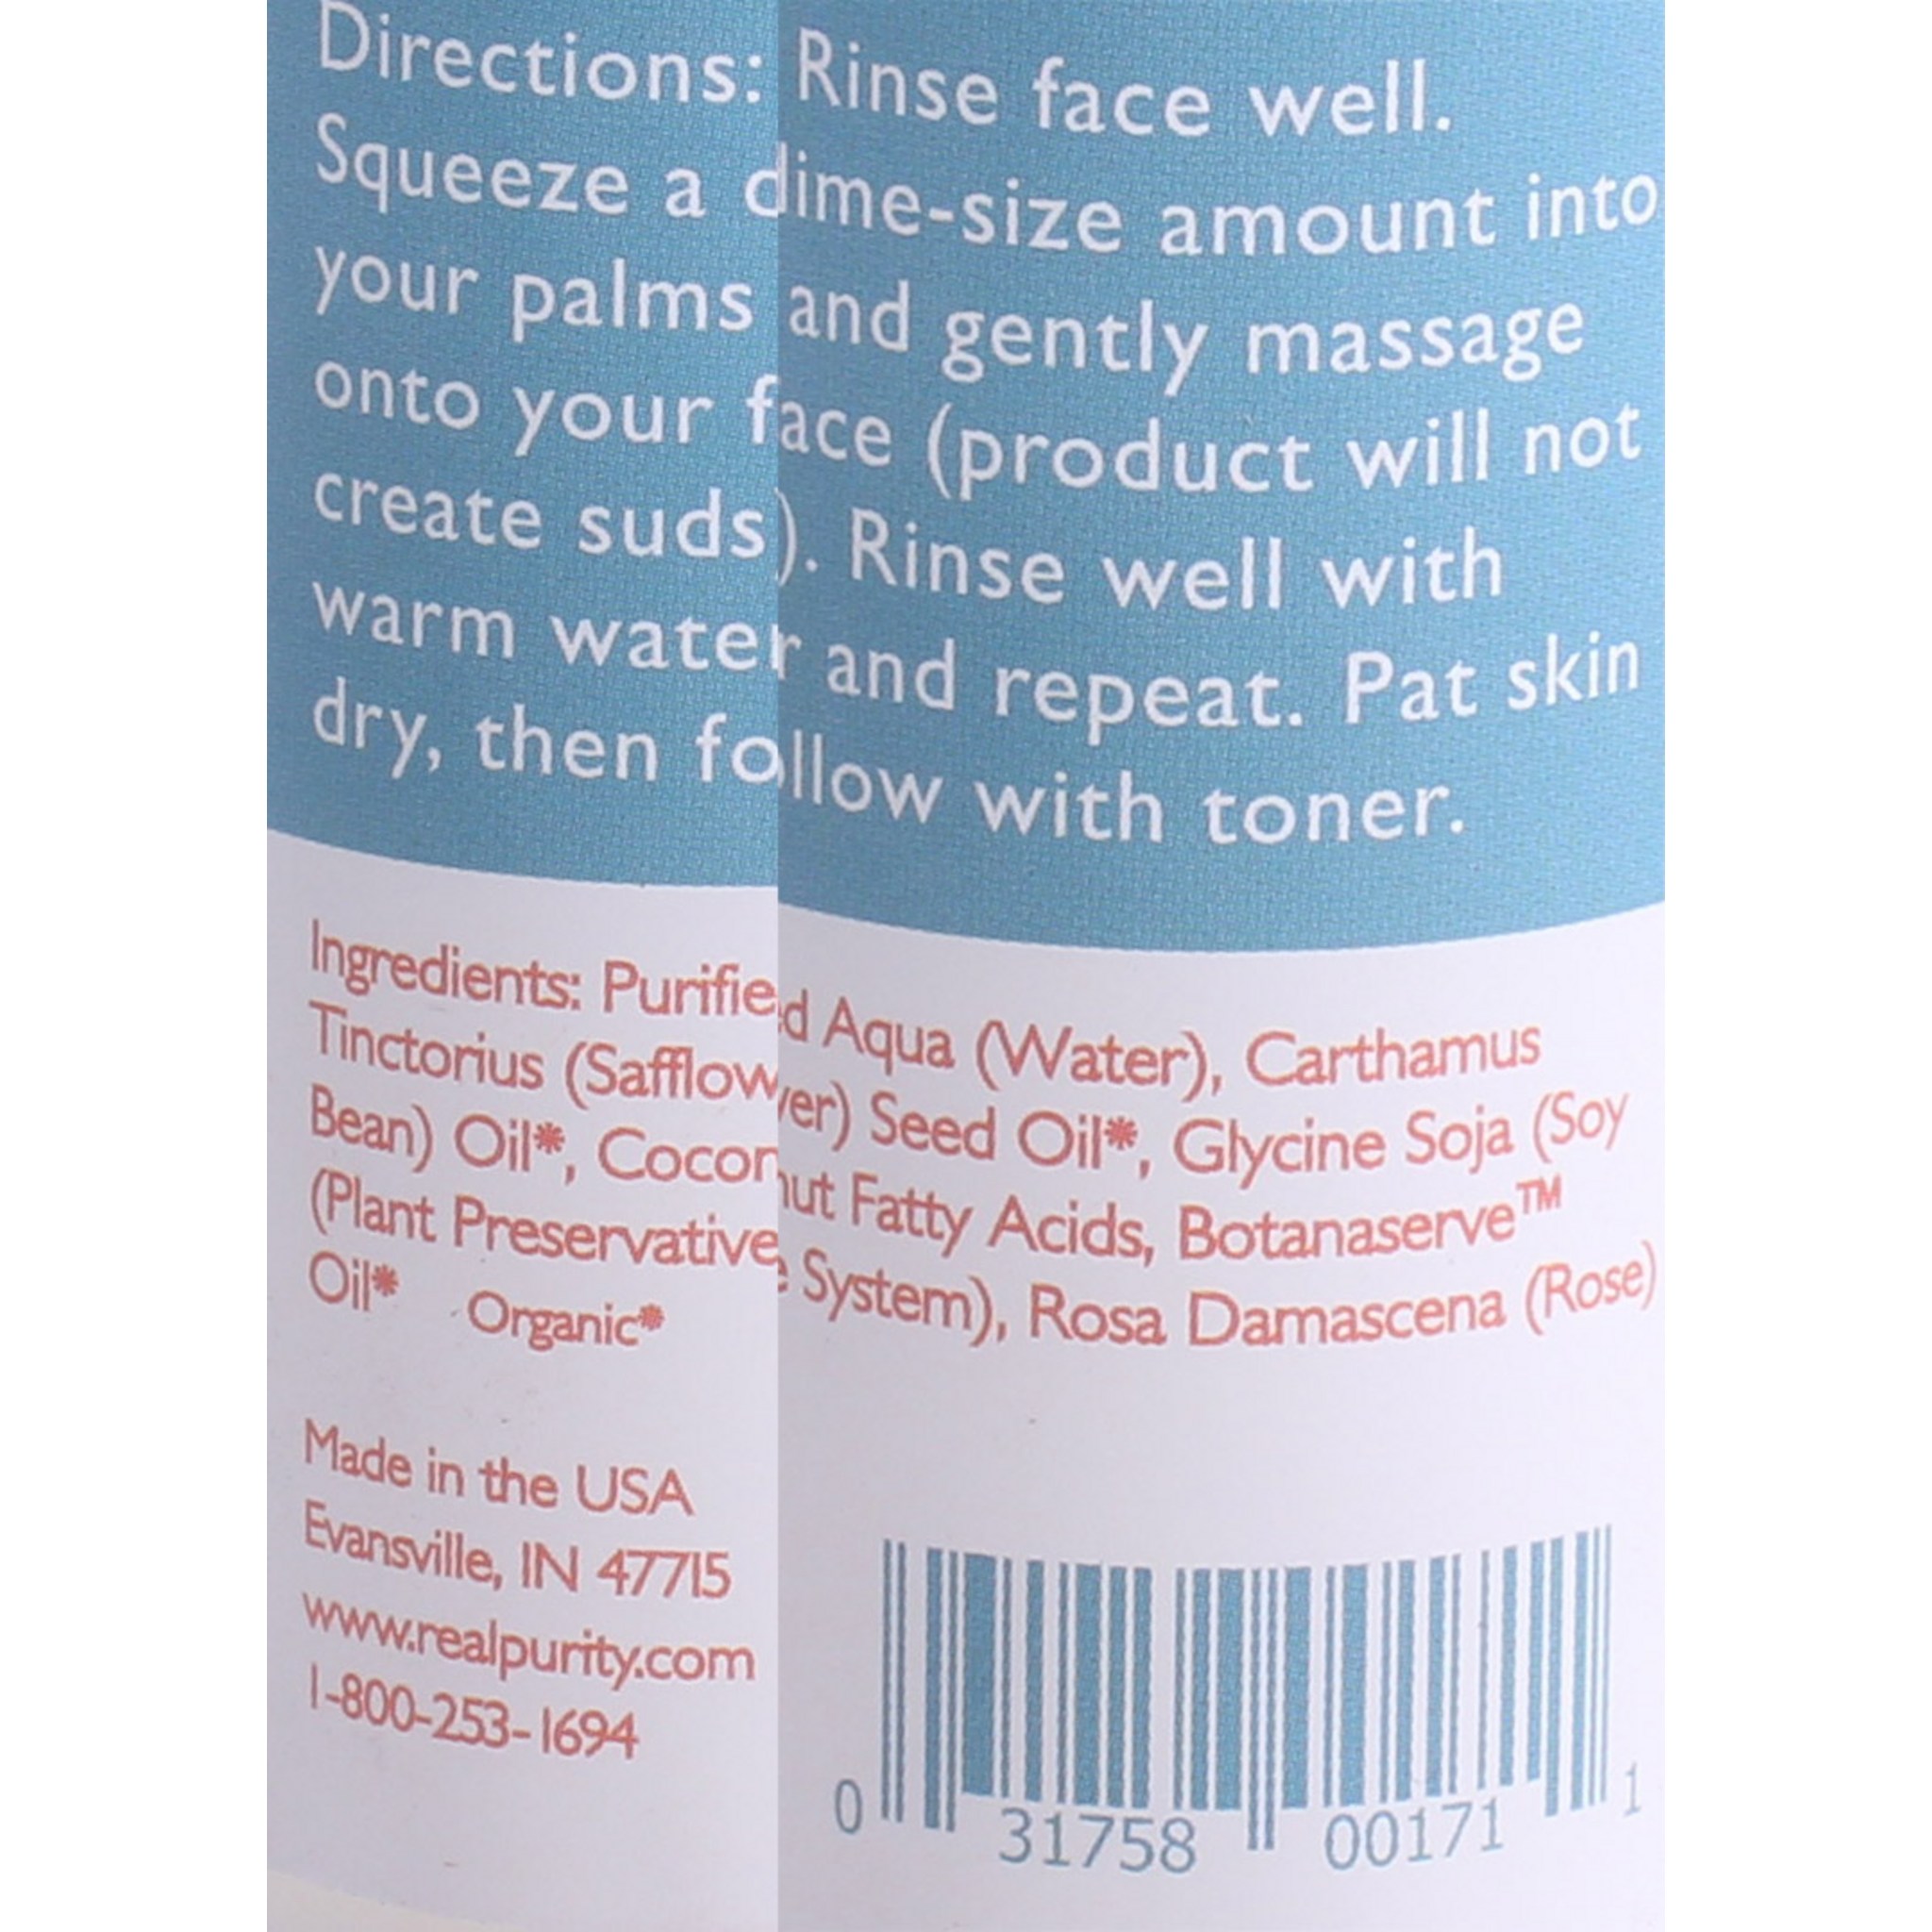 Directions: Rinse face well.
Squeeze a dime-size amount into
your palms and gently massage
onto your face (product will not
create suds). Rinse well with
warm water and repeat. Pat skin
dry, then follow with toner.
Ingredients: Purified Aqua (Water), Carthamus
Tinctorius (Safflower) Seed Oil*, Glycine Soja (Soy
Bean) Oil*, Coconut Fatty Acids, Botanaserve™
(Plant Preservative System), Rosa Damascena (Rose)
Oil* Organic*
Made in the USA
Evansville, IN 47715
www.realpurity.com
1-800-253-1694
0 31758 00171 1